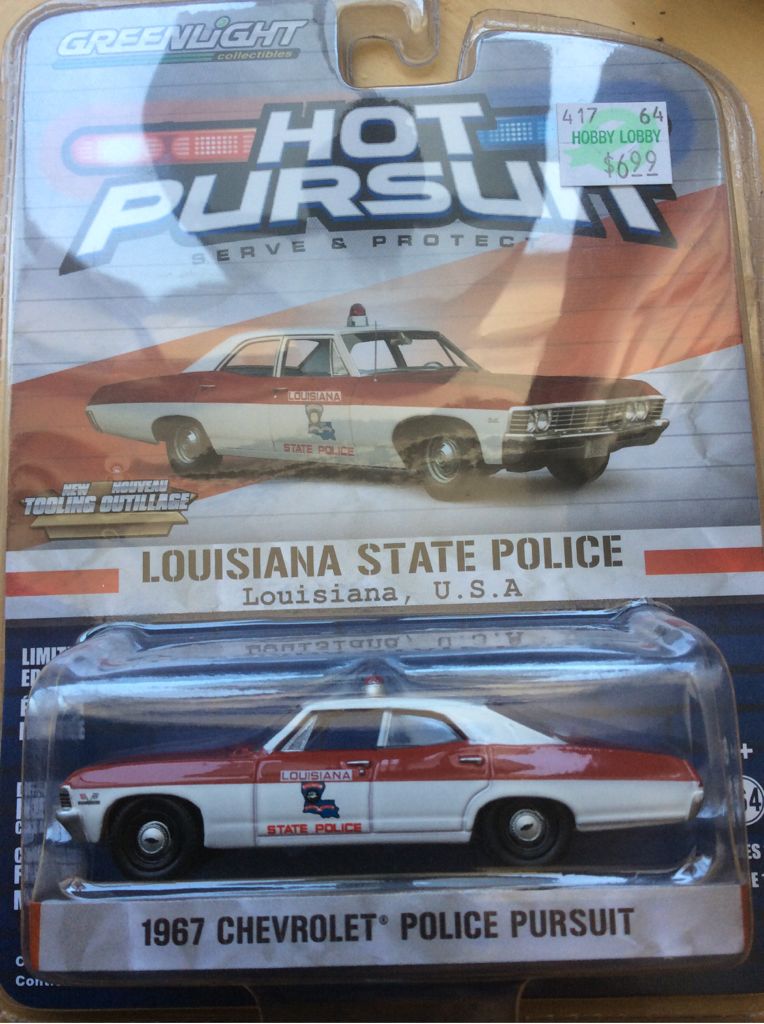 GREENLIGHT
collectibles
417 64
HOBBY LOBBY
$6.99
HOT
PURSUIT
SERVE & PROTECT
LOUISIANA
STATE POLICE
NEW NOUVEAU
TOOLING OUTILLAGE
LOUISIANA STATE POLICE
Louisiana, U.S.A
LOUISIANA
STATE POLICE
1967 CHEVROLET® POLICE PURSUIT